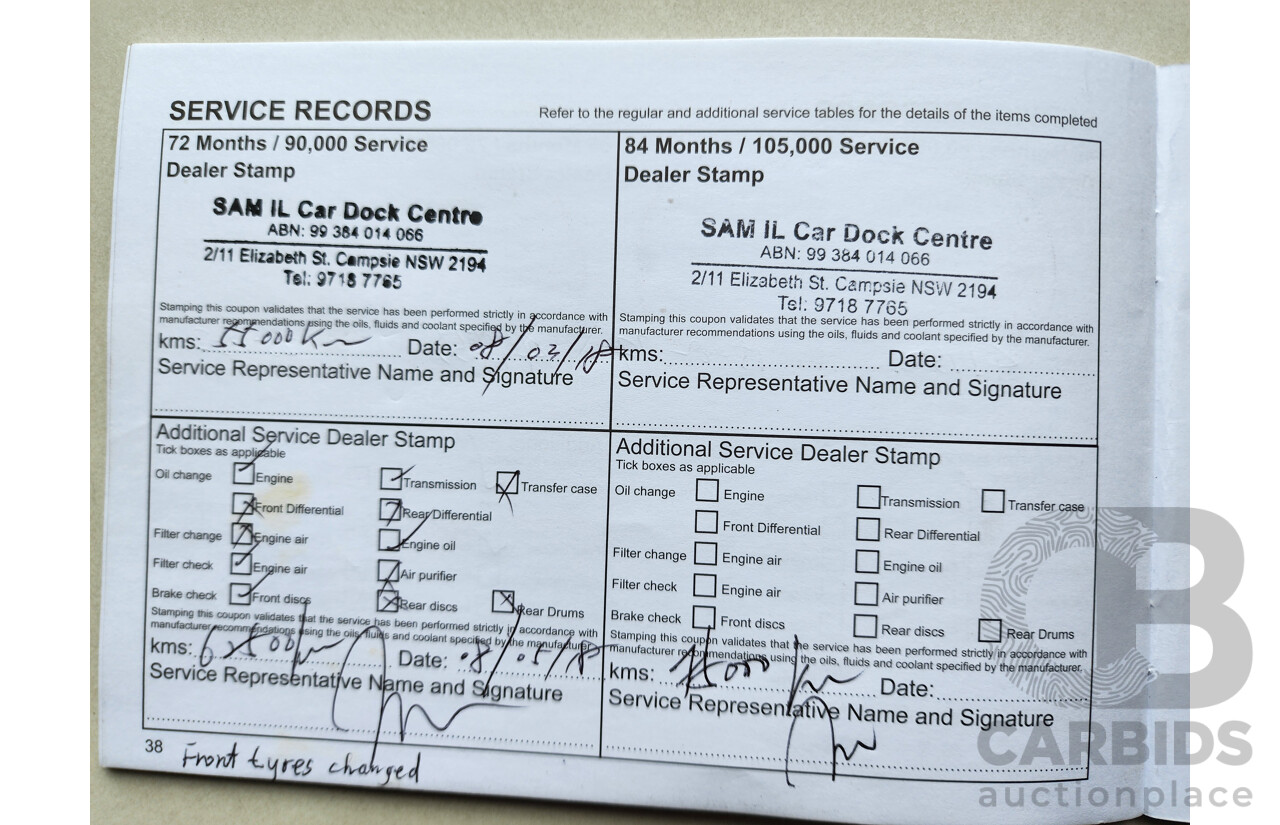 SERVICE RECORDS
Refer to the regular and additional service tables for the details of the items completed
72 Months / 90,000 Service
Dealer Stamp
SAM IL Car Dock Centre
ABN: 99 384 014 066
2/11 Elizabeth St. Campsie NSW 2194
Tel: 9718 7765
Stamping this coupon validates that the service has been performed strictly in accordance with
manufacturer recommendations using the oils, fluids and coolant specified by the manufacturer.
kms: 55000Km Date: 08/03/18
Service Representative Name and Signature
Additional Service Dealer Stamp
Tick boxes as applicable
Oil change Engine Transmission Transfer case
Front Differential Rear Differential
Filter change Engine air Engine oil
Filter check Engine air Air purifier
Brake check Front discs Rear discs Rear Drums
Stamping this coupon validates that the service has been performed strictly in accordance with
manufacturer recommendations using the oils, fluids and coolant specified by the manufacturer.
kms: Date: 08/05/18
Service Representative Name and Signature
38
Front tyres changed
84 Months / 105,000 Service
Dealer Stamp
SAM IL Car Dock Centre
ABN: 99 384 014 066
2/11 Elizabeth St. Campsie NSW 2194
Tel: 9718 7765
Stamping this coupon validates that the service has been performed strictly in accordance with
manufacturer recommendations using the oils, fluids and coolant specified by the manufacturer.
kms: Date:
Service Representative Name and Signature
Additional Service Dealer Stamp
Tick boxes as applicable
Oil change Engine Transmission Transfer case
Front Differential Rear Differential
Filter change Engine air Engine oil
Filter check Engine air Air purifier
Brake check Front discs Rear discs Rear Drums
Stamping this coupon validates that the service has been performed strictly in accordance with
manufacturer recommendations using the oils, fluids and coolant specified by the manufacturer.
kms: Date:
Service Representative Name and Signature
CARBIDS
auctionplace